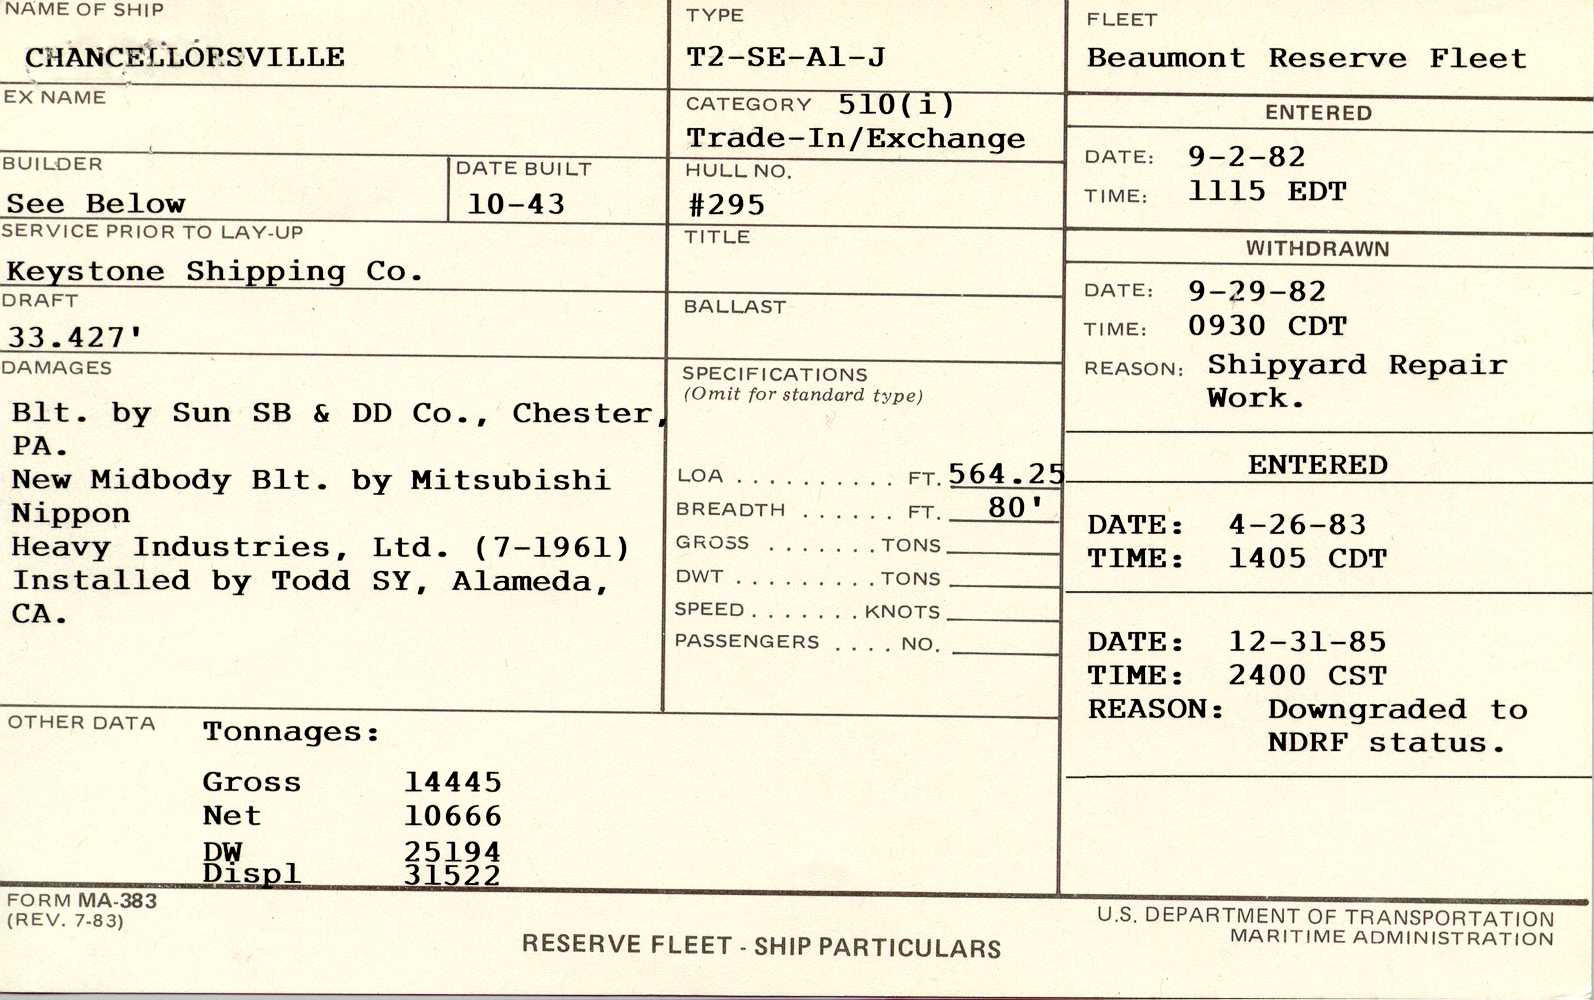 NAME OF SHIP
CHANCELLORSVILLE
TYPE
T2-SE-A1-J
FLEET
Beaumont Reserve Fleet
EX NAME
CATEGORY 510(i)
Trade-In/Exchange
ENTERED
DATE: 9-2-82
TIME: 1115 EDT
BUILDER
See Below
DATE BUILT
10-43
HULL NO.
#295
SERVICE PRIOR TO LAY-UP
Keystone Shipping Co.
TITLE
WITHDRAWN
DATE: 9-29-82
TIME: 0930 CDT
REASON: Shipyard Repair
Work.
DRAFT
33.427'
BALLAST
DAMAGES
Blt. by Sun SB & DD Co., Chester,
PA.
New Midbody Blt. by Mitsubishi
Nippon
Heavy Industries, Ltd. (7-1961)
Installed by Todd SY, Alameda,
CA.
SPECIFICATIONS
(Omit for standard type)
LOA . . . . . . . . . . FT. 564.25
BREADTH . . . . . . FT. 80'
GROSS . . . . . . . TONS
DWT . . . . . . . . . TONS
SPEED . . . . . . . KNOTS
PASSENGERS . . . . NO.
ENTERED
DATE: 4-26-83
TIME: 1405 CDT
DATE: 12-31-85
TIME: 2400 CST
REASON: Downgraded to
NDRF status.
OTHER DATA
Tonnages:
Gross 14445
Net 10666
DW 25194
Displ 31522
FORM MA-383
(REV. 7-83)
RESERVE FLEET - SHIP PARTICULARS
U.S. DEPARTMENT OF TRANSPORTATION
MARITIME ADMINISTRATION